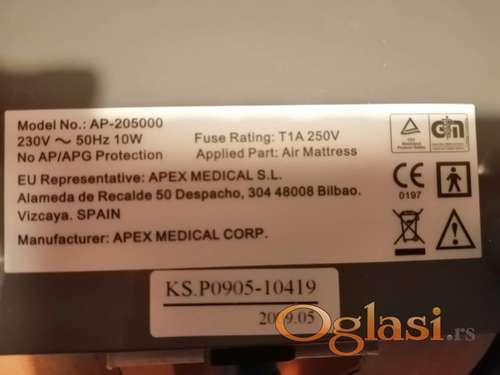 Model No.: AP-205000
230V ～ 50Hz 10W
No AP/APG Protection
Fuse Rating: T1A 250V
Applied Part: Air Mattress
EU Representative: APEX MEDICAL S.L.
Alameda de Recalde 50 Despacho, 304 48008 Bilbao.
Vizcaya. SPAIN
Manufacturer: APEX MEDICAL CORP.
CE
0197
KS.P0905-10419
2009.05
Oglasi.rs